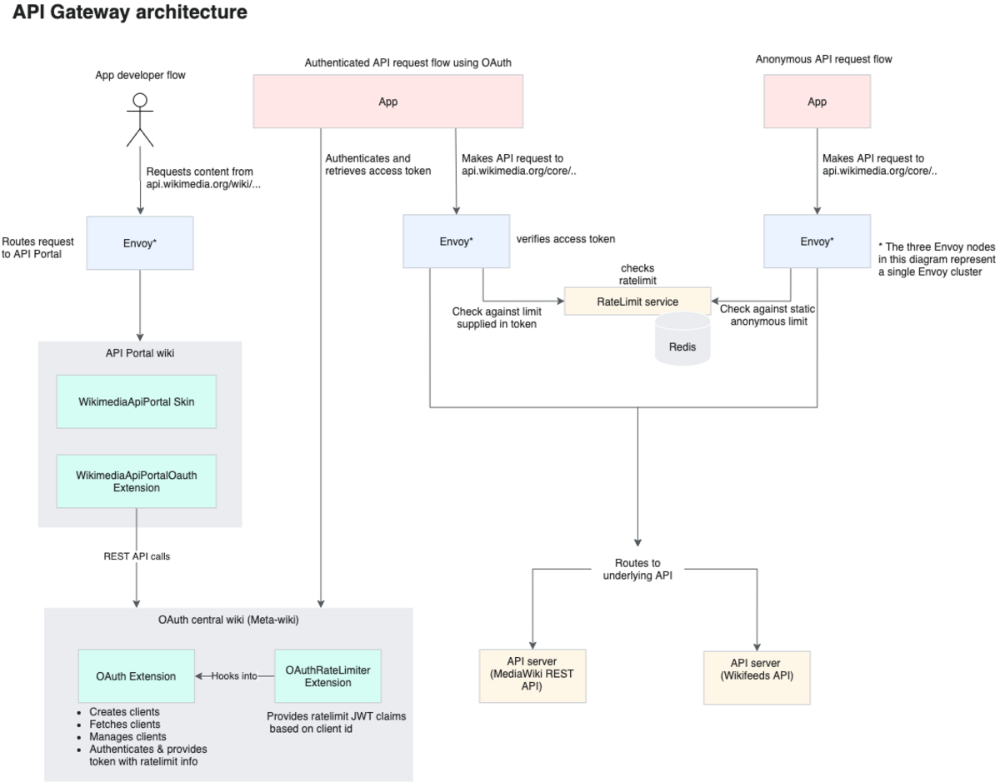 API Gateway architecture
App developer flow
Requests content from
api.wikimedia.org/wiki/...
Routes request
to API Portal
Envoy*
API Portal wiki
WikimediaApiPortal Skin
WikimediaApiPortalOauth
Extension
REST API calls
Authenticated API request flow using OAuth
App
Authenticates and
retrieves access token
Makes API request to
api.wikimedia.org/core/..
Envoy*
verifies access token
checks
ratelimit
RateLimit service
Redis
Check against limit
supplied in token
Anonymous API request flow
App
Makes API request to
api.wikimedia.org/core/..
Envoy*
* The three Envoy nodes
in this diagram represent
a single Envoy cluster
Check against static
anonymous limit
Routes to
underlying API
API server
(MediaWiki REST
API)
API server
(Wikifeeds API)
OAuth central wiki (Meta-wiki)
OAuth Extension
Hooks into
OAuthRateLimiter
Extension
• Creates clients
• Fetches clients
• Manages clients
• Authenticates & provides
token with ratelimit info
Provides ratelimit JWT claims
based on client id